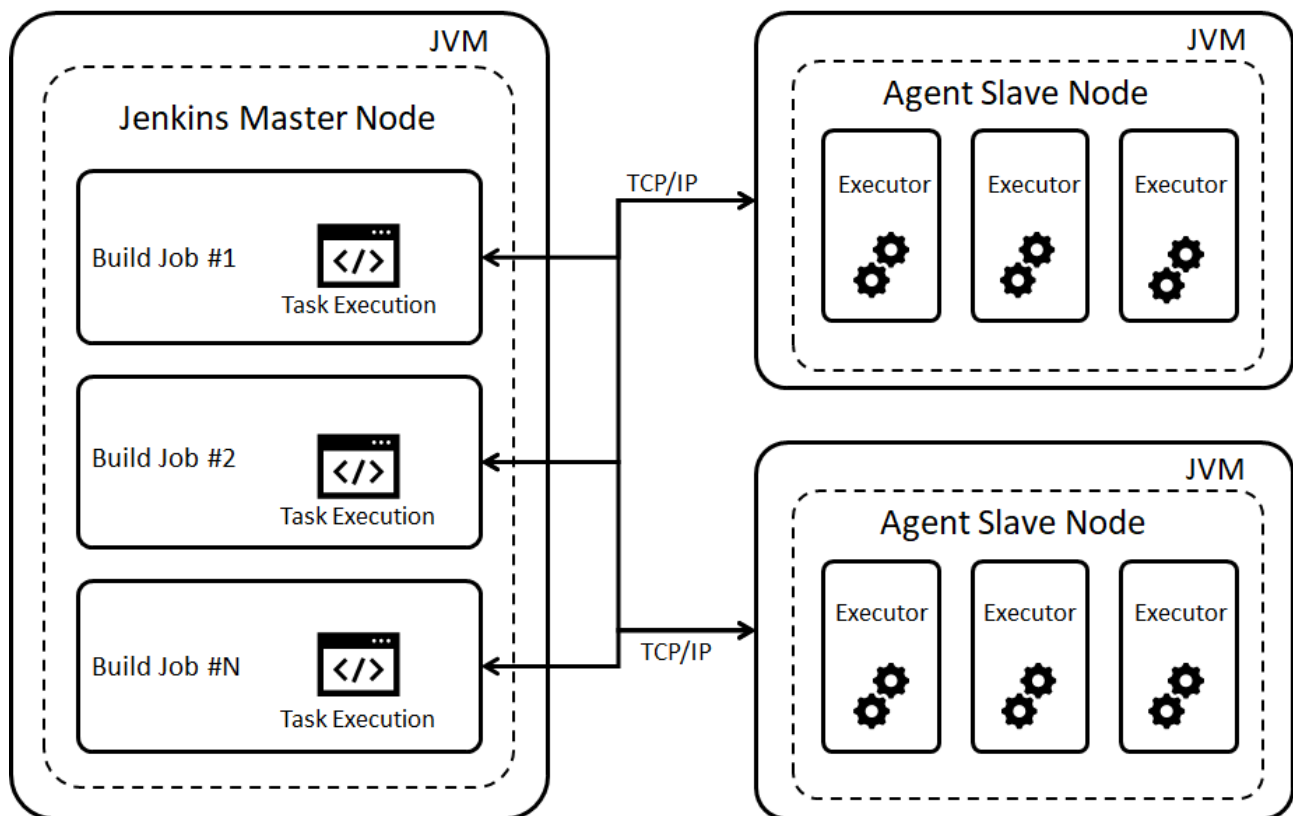 JVM
Jenkins Master Node
Build Job #1
</>
Task Execution
Build Job #2
</>
Task Execution
Build Job #N
</>
Task Execution
TCP/IP
TCP/IP
JVM
Agent Slave Node
Executor
Executor
Executor
JVM
Agent Slave Node
Executor
Executor
Executor